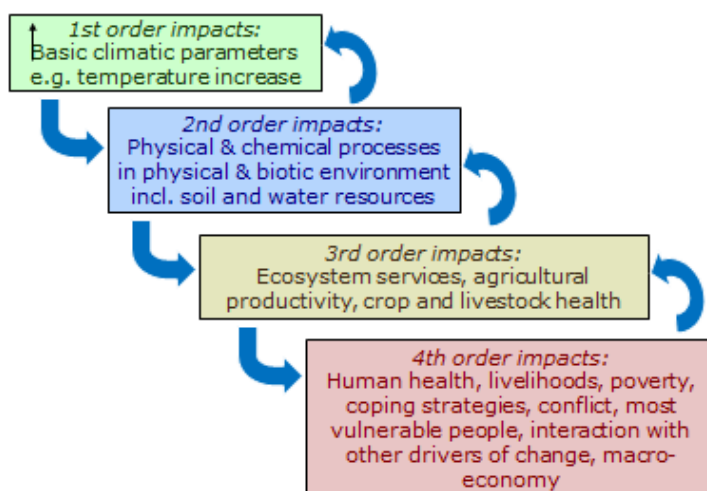 1st order impacts:
Basic climatic parameters
e.g. temperature increase
2nd order impacts:
Physical & chemical processes
in physical & biotic environment
incl. soil and water resources
3rd order impacts:
Ecosystem services, agricultural
productivity, crop and livestock health
4th order impacts:
Human health, livelihoods, poverty,
coping strategies, conflict, most
vulnerable people, interaction with
other drivers of change, macro-
economy